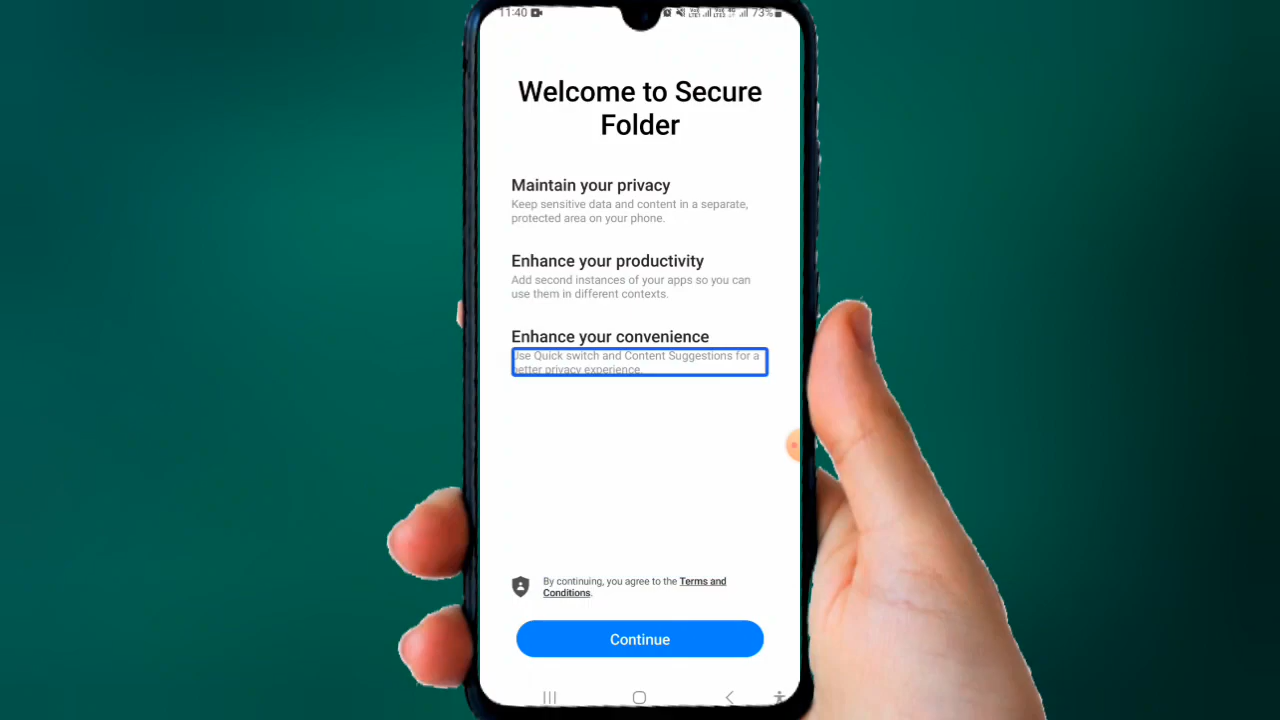 11:40
73%
Welcome to Secure
Folder
Maintain your privacy
Keep sensitive data and content in a separate,
protected area on your phone.
Enhance your productivity
Add second instances of your apps so you can
use them in different contexts.
Enhance your convenience
Use Quick switch and Content Suggestions for a
better privacy experience.
By continuing, you agree to the Terms and
Conditions.
Continue